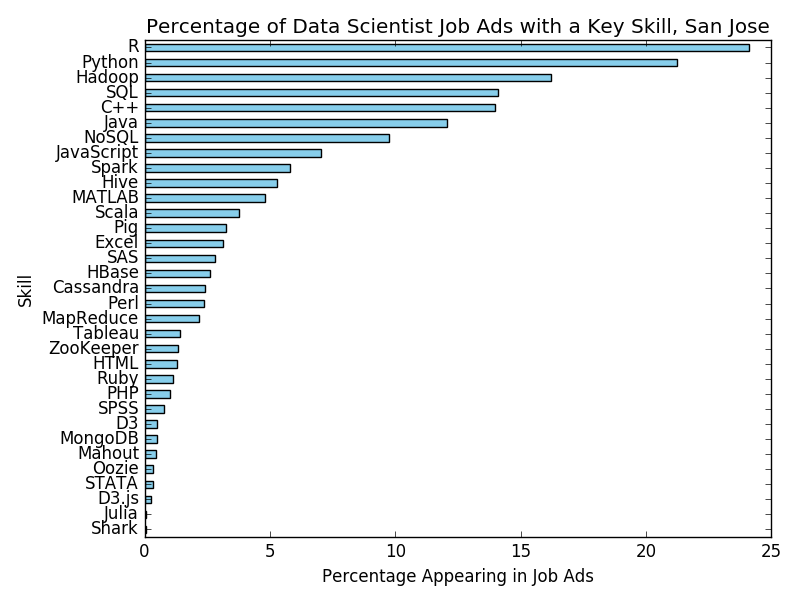 Percentage of Data Scientist Job Ads with a Key Skill, San Jose
R
Python
Hadoop
SQL
C++
Java
NoSQL
JavaScript
Spark
Hive
MATLAB
Scala
Pig
Excel
SAS
HBase
Cassandra
Perl
MapReduce
Tableau
ZooKeeper
HTML
Ruby
PHP
SPSS
D3
MongoDB
Mahout
Oozie
STATA
D3.js
Julia
Shark
Skill
0 5 10 15 20 25
Percentage Appearing in Job Ads